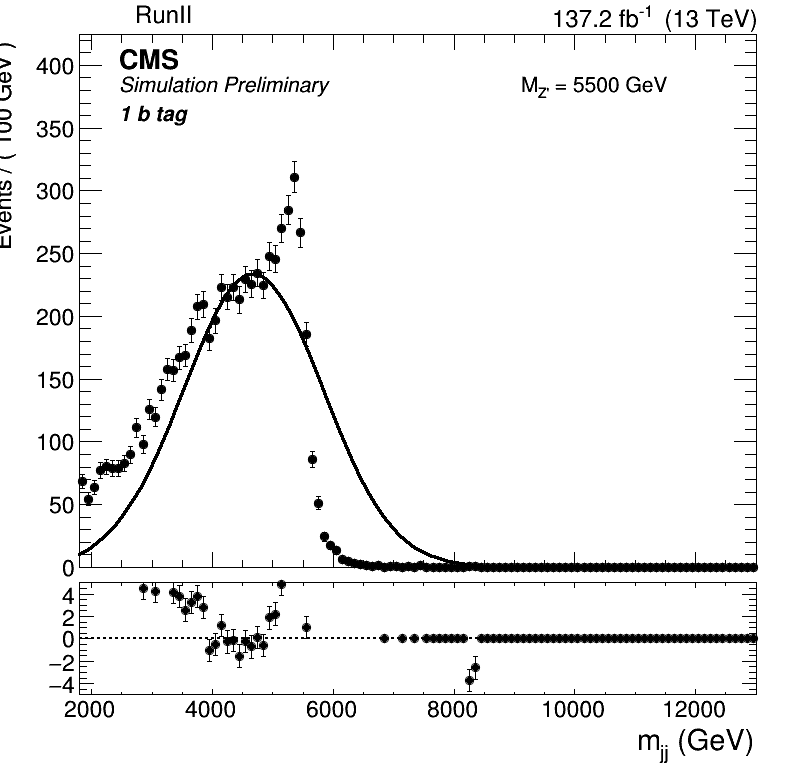 RunII 137.2 fb⁻¹ (13 TeV)
CMS
Simulation Preliminary
M_Z' = 5500 GeV
1 b tag
Events / ( 100 GeV )
400
350
300
250
200
150
100
50
0
4
2
0
−2
−4
2000 4000 6000 8000 10000 12000
m_jj (GeV)